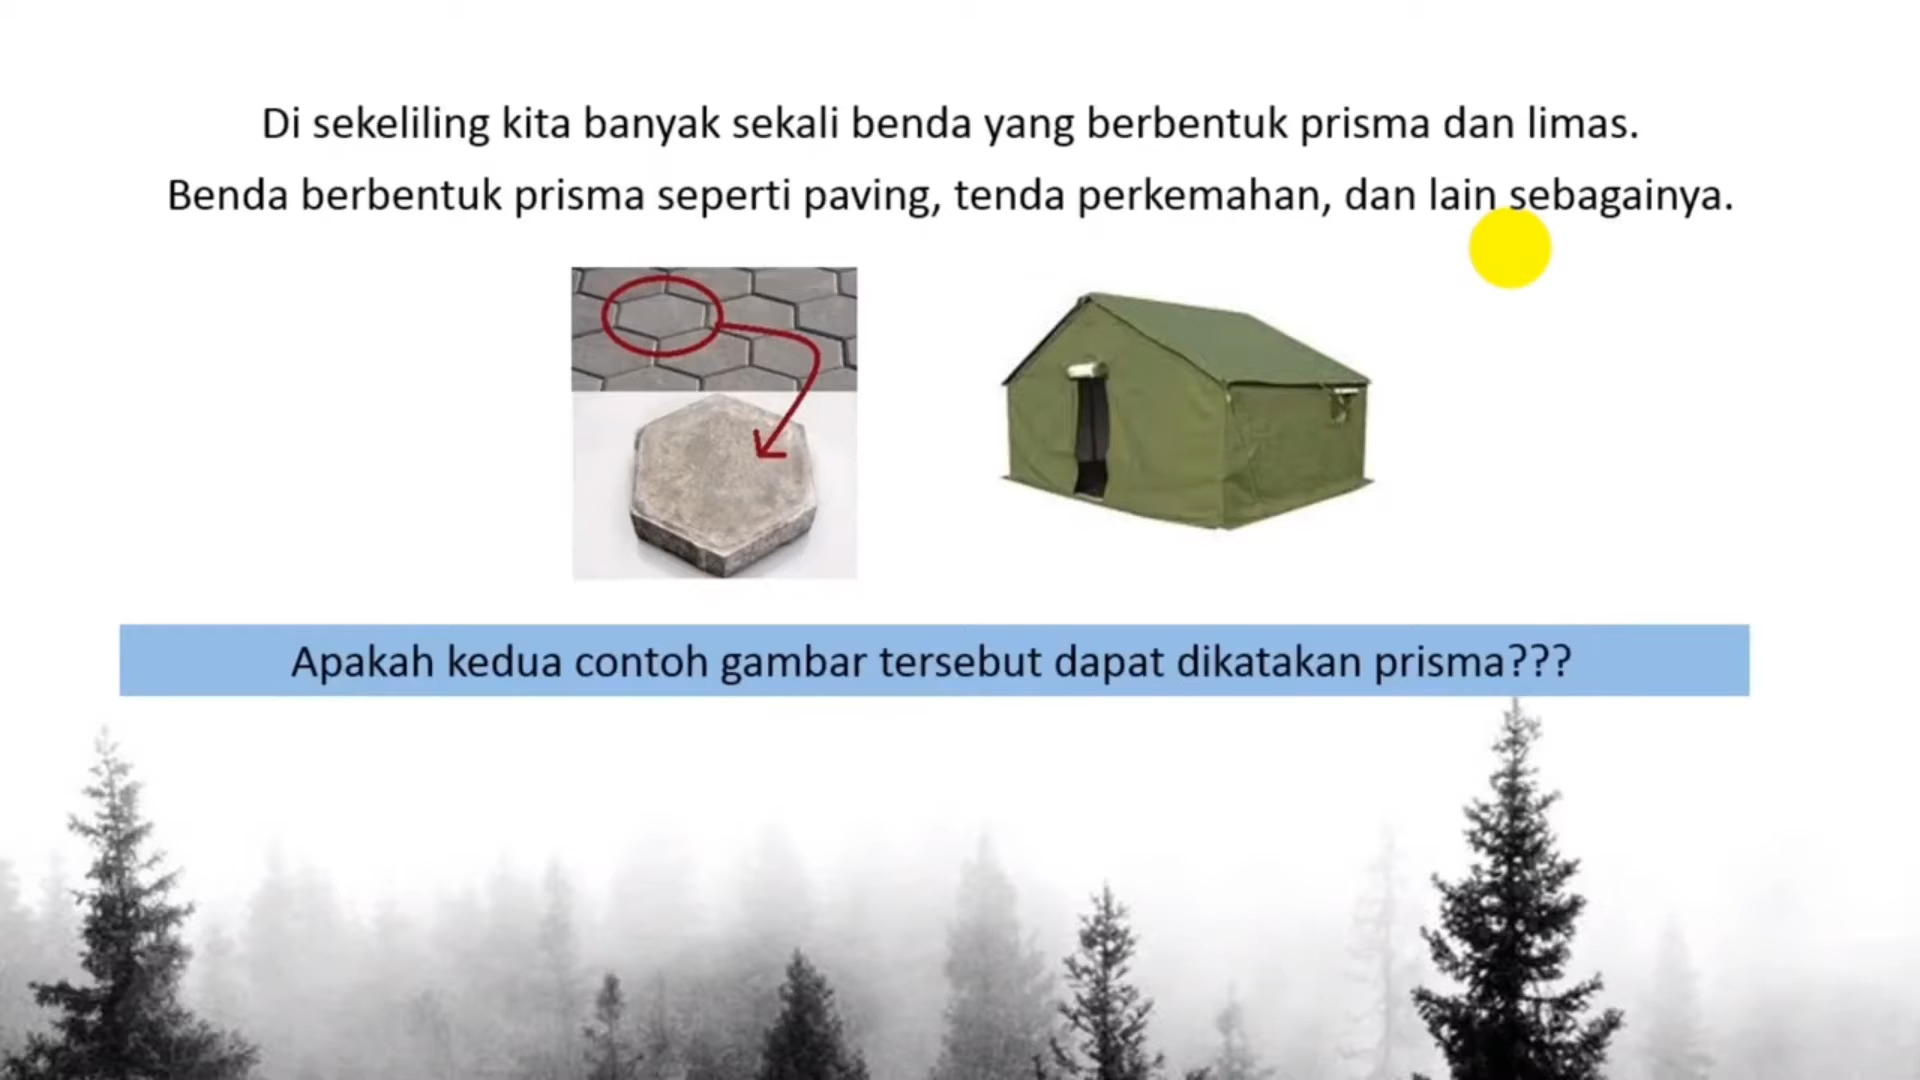 Di sekeliling kita banyak sekali benda yang berbentuk prisma dan limas.
Benda berbentuk prisma seperti paving, tenda perkemahan, dan lain sebagainya.
Apakah kedua contoh gambar tersebut dapat dikatakan prisma???